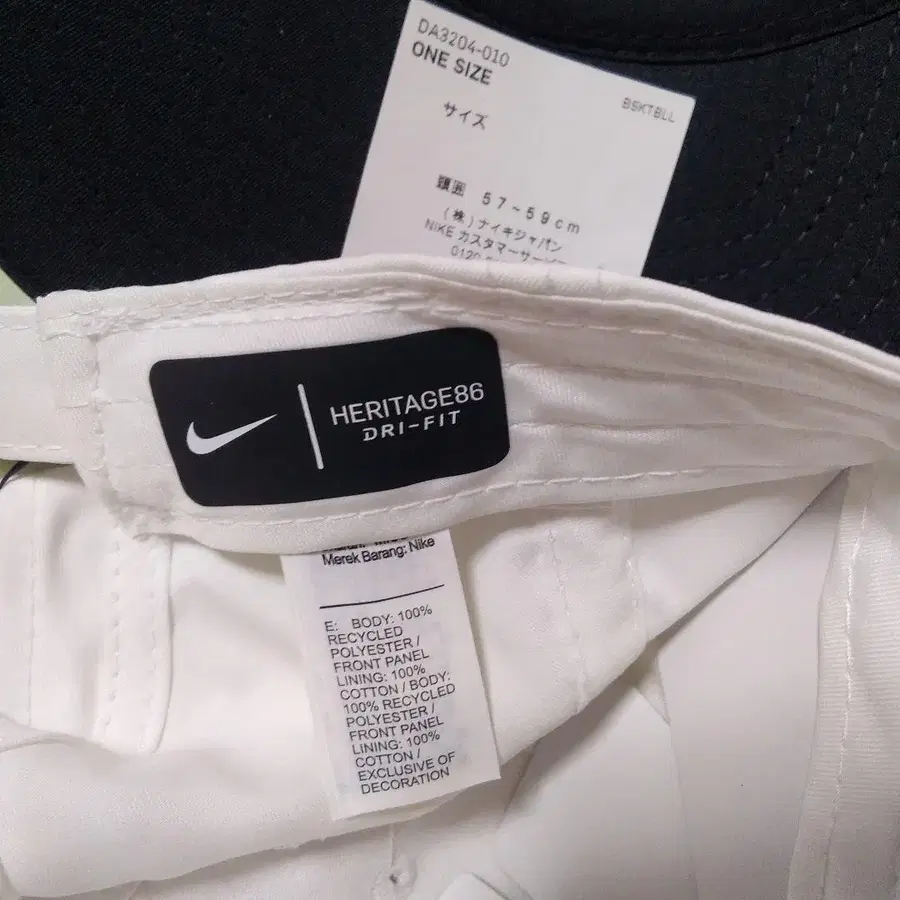 DA3204-010
ONE SIZE
BSKTBLL
サイズ
頭囲 57~59cm
(株)ナイキジャパン
NIKE カスタマーサービス
0120
HERITAGE86
DRI-FIT
Merek Barang: Nike
E: BODY: 100%
RECYCLED
POLYESTER /
FRONT PANEL
LINING: 100%
COTTON / BODY:
100% RECYCLED
POLYESTER /
FRONT PANEL
LINING: 100%
COTTON /
EXCLUSIVE OF
DECORATION